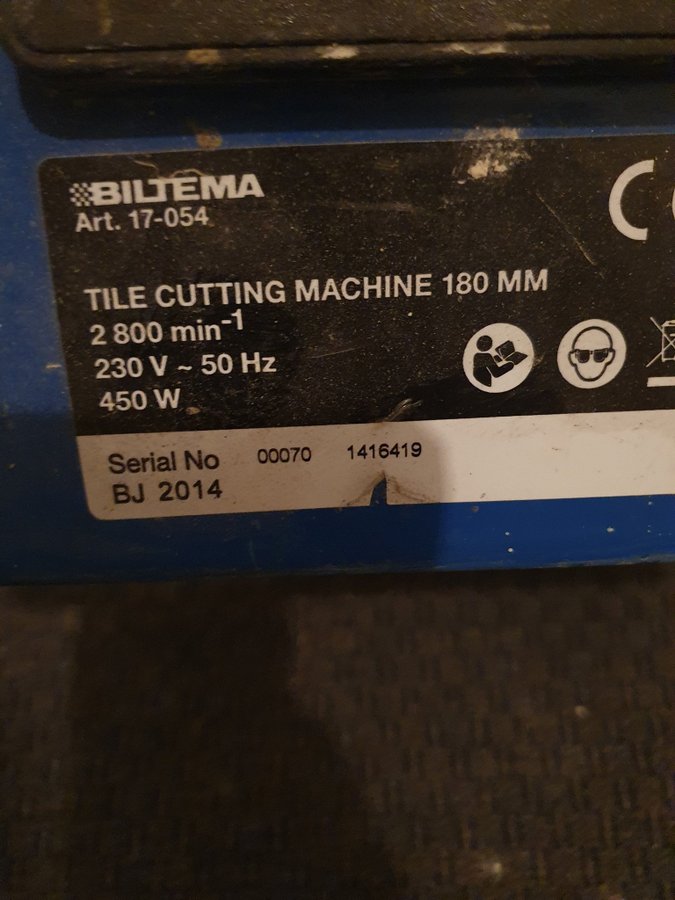 BILTEMA
Art. 17-054
TILE CUTTING MACHINE 180 MM
2 800 min⁻¹
230 V ~ 50 Hz
450 W
Serial No 00070 1416419
BJ 2014